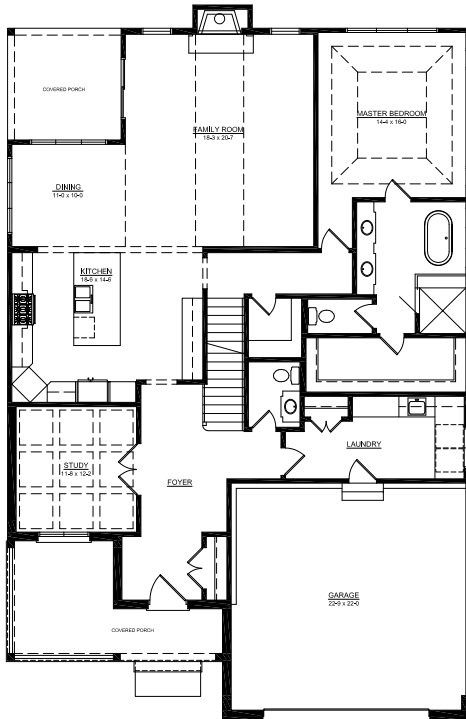 COVERED PORCH
FAMILY ROOM
18-3 x 20-7
MASTER BEDROOM
14-4 x 16-0
DINING
11-0 x 10-0
KITCHEN
18-6 x 14-6
STUDY
11-8 x 12-2
LAUNDRY
FOYER
GARAGE
22-9 x 22-0
COVERED PORCH